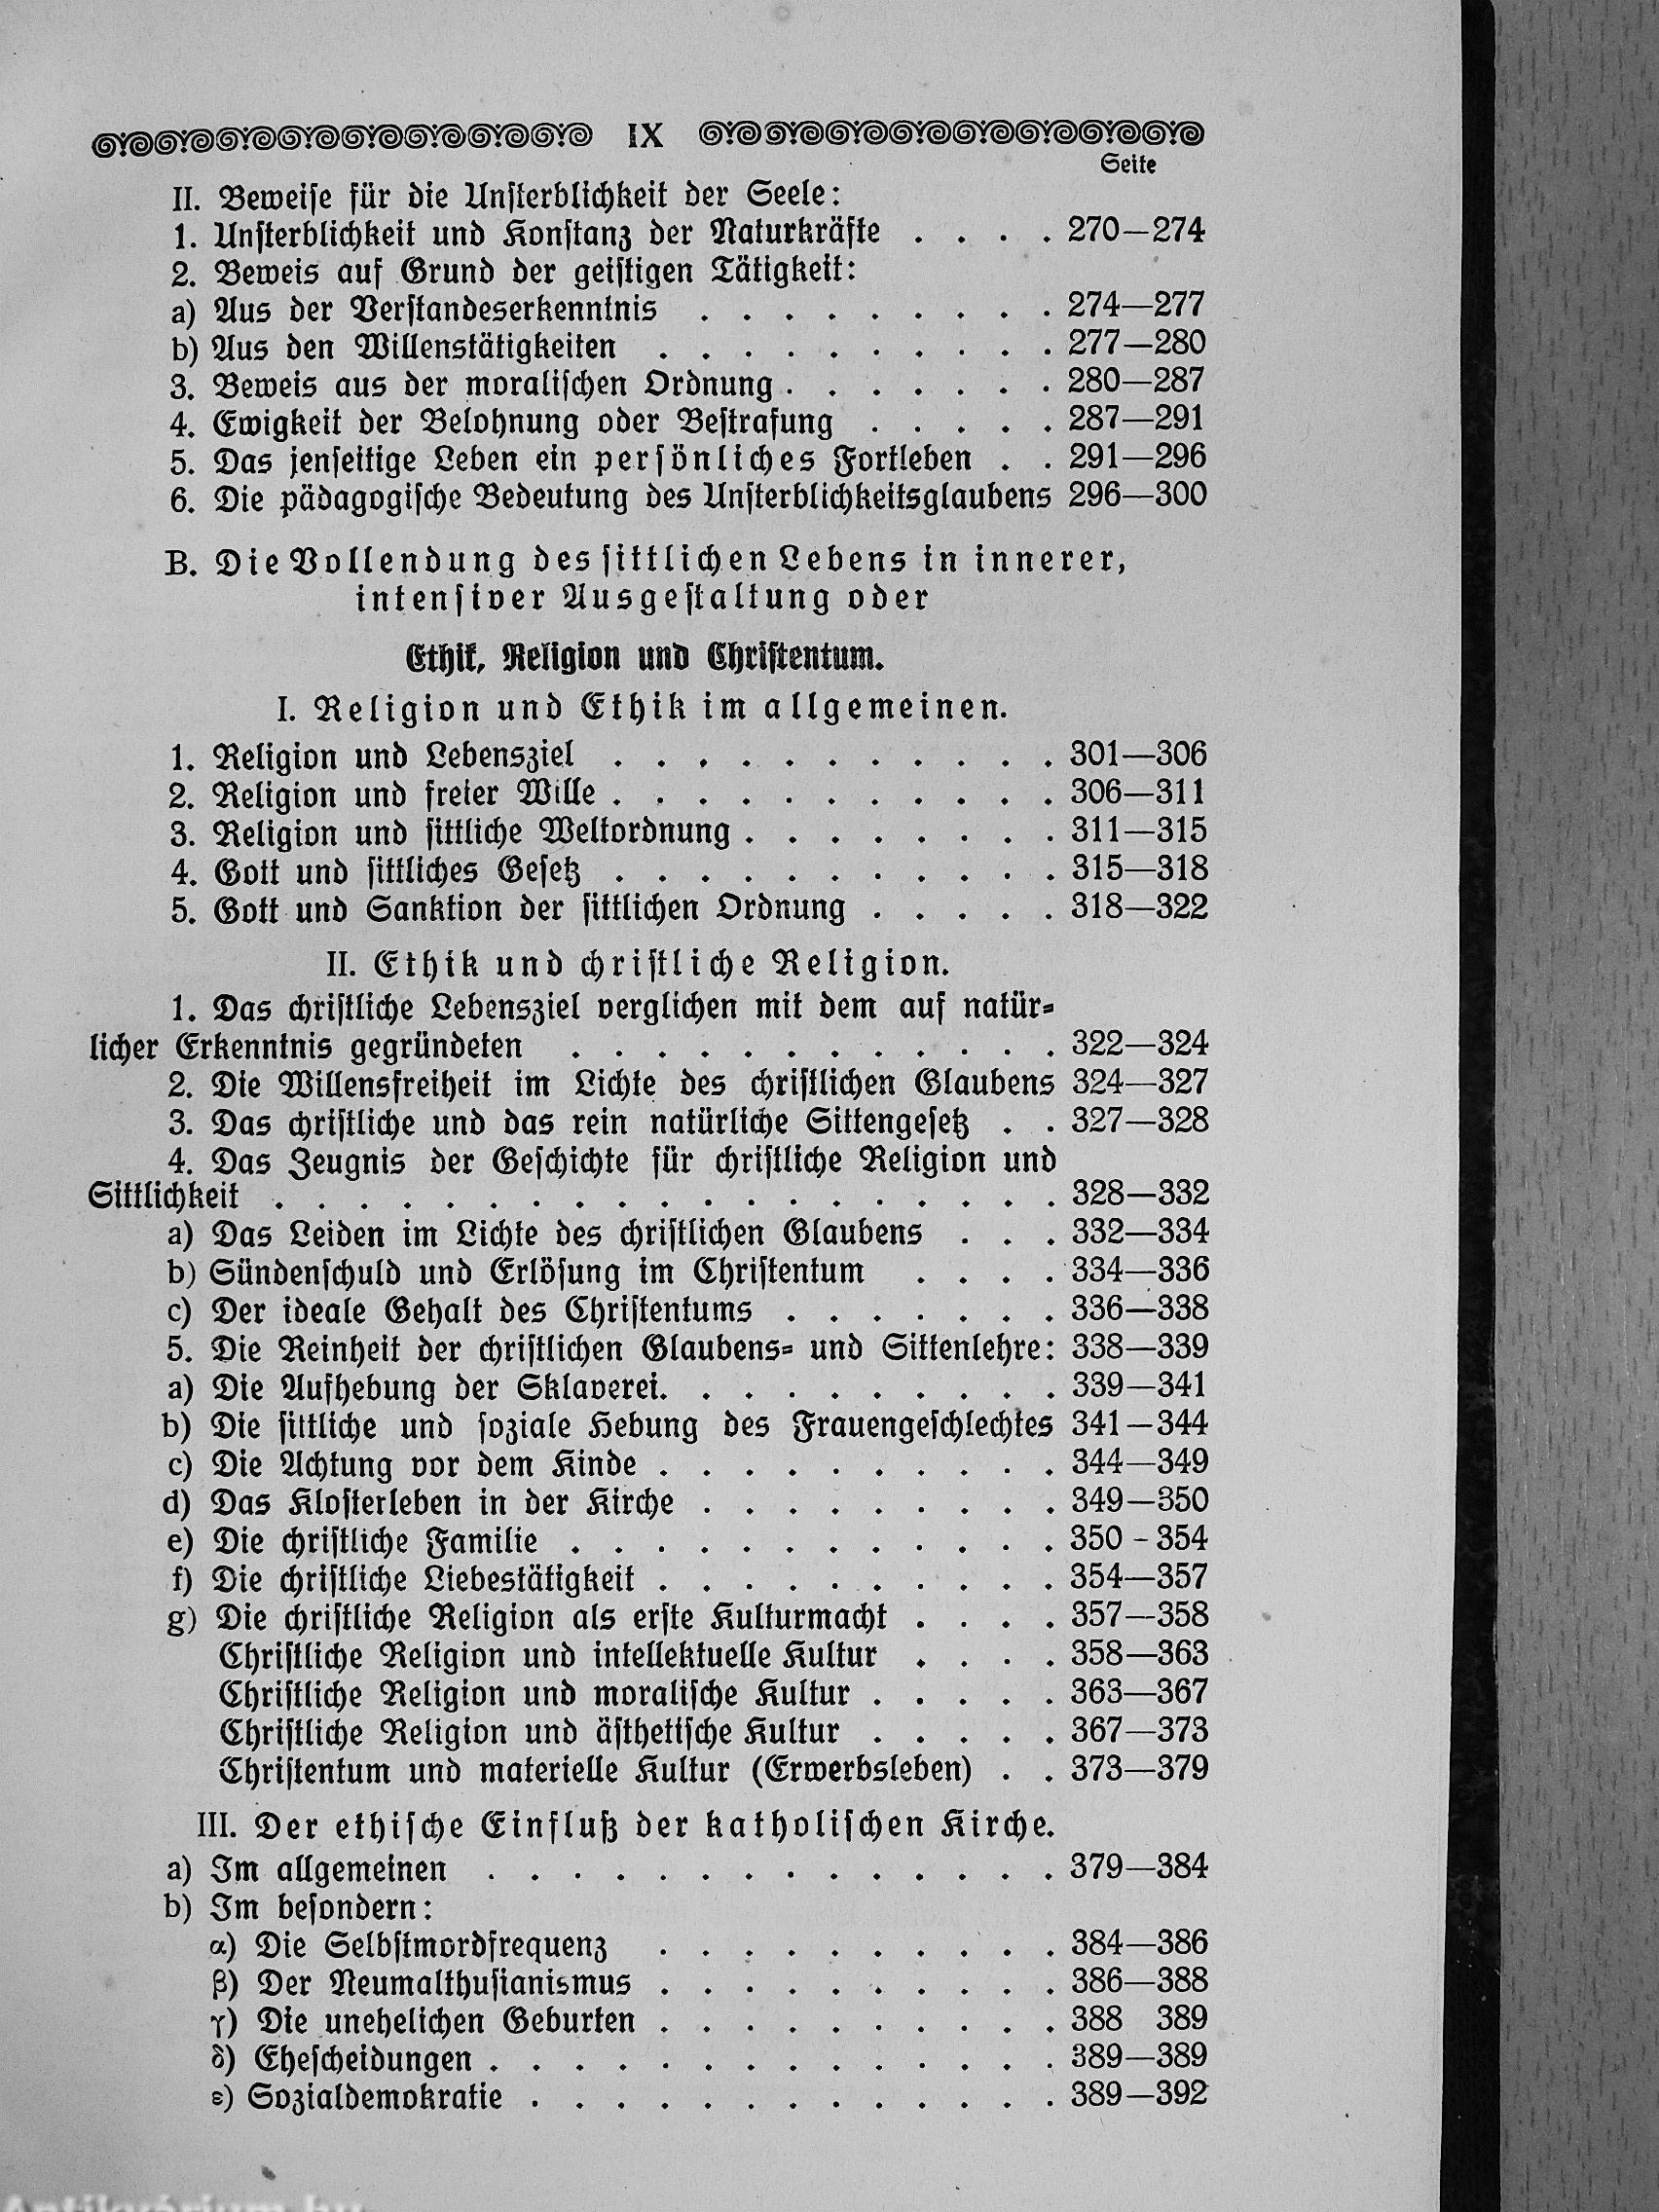 IX
Seite
II. Beweise für die Unsterblichkeit der Seele:
1. Unsterblichkeit und Konstanz der Naturkräfte . . . . 270—274
2. Beweis auf Grund der geistigen Tätigkeit:
a) Aus der Verstandeserkenntnis . . . . . . . . . 274—277
b) Aus den Willenstätigkeiten . . . . . . . . . . 277—280
3. Beweis aus der moralischen Ordnung . . . . . . . 280—287
4. Ewigkeit der Belohnung oder Bestrafung . . . . . 287—291
5. Das jenseitige Leben ein persönliches Fortleben . . 291—296
6. Die pädagogische Bedeutung des Unsterblichkeitsglaubens 296—300
B. Die Vollendung des sittlichen Lebens in innerer,
intensiver Ausgestaltung oder
Ethik, Religion und Christentum.
I. Religion und Ethik im allgemeinen.
1. Religion und Lebensziel . . . . . . . . . . . 301—306
2. Religion und freier Wille . . . . . . . . . . . 306—311
3. Religion und sittliche Weltordnung . . . . . . . . 311—315
4. Gott und sittliches Gesetz . . . . . . . . . . . 315—318
5. Gott und Sanktion der sittlichen Ordnung . . . . . 318—322
II. Ethik und christliche Religion.
1. Das christliche Lebensziel verglichen mit dem auf natür-
licher Erkenntnis gegründeten . . . . . . . . . . . . 322—324
2. Die Willensfreiheit im Lichte des christlichen Glaubens 324—327
3. Das christliche und das rein natürliche Sittengesetz . . 327—328
4. Das Zeugnis der Geschichte für christliche Religion und
Sittlichkeit . . . . . . . . . . . . . . . . . . . 328—332
a) Das Leiden im Lichte des christlichen Glaubens . . . 332—334
b) Sündenschuld und Erlösung im Christentum . . . . 334—336
c) Der ideale Gehalt des Christentums . . . . . . . 336—338
5. Die Reinheit der christlichen Glaubens- und Sittenlehre: 338—339
a) Die Aufhebung der Sklaverei. . . . . . . . . . 339—341
b) Die sittliche und soziale Hebung des Frauengeschlechtes 341—344
c) Die Achtung vor dem Kinde . . . . . . . . . . 344—349
d) Das Klosterleben in der Kirche . . . . . . . . . 349—350
e) Die christliche Familie . . . . . . . . . . . . 350 - 354
f) Die christliche Liebestätigkeit . . . . . . . . . . 354—357
g) Die christliche Religion als erste Kulturmacht . . . . 357—358
Christliche Religion und intellektuelle Kultur . . . . 358—363
Christliche Religion und moralische Kultur . . . . . 363—367
Christliche Religion und ästhetische Kultur . . . . . 367—373
Christentum und materielle Kultur (Erwerbsleben) . . 373—379
III. Der ethische Einfluß der katholischen Kirche.
a) Im allgemeinen . . . . . . . . . . . . . . 379—384
b) Im besondern:
α) Die Selbstmordfrequenz . . . . . . . . . . 384—386
β) Der Neumalthusianismus . . . . . . . . . . 386—388
γ) Die unehelichen Geburten . . . . . . . . . . 388 389
δ) Ehescheidungen . . . . . . . . . . . . . . 389—389
ε) Sozialdemokratie . . . . . . . . . . . . . 389—392
Antikvárium.hu